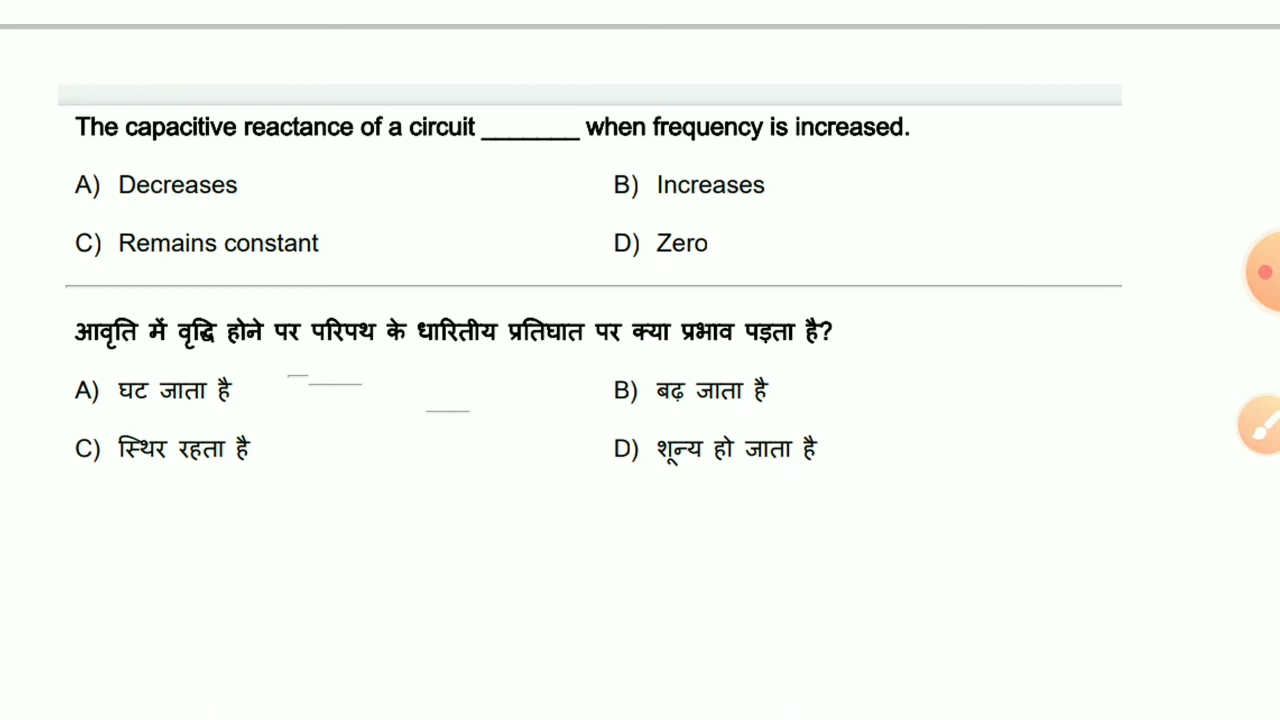 The capacitive reactance of a circuit _______ when frequency is increased.
A) Decreases B) Increases
C) Remains constant D) Zero
आवृति में वृद्धि होने पर परिपथ के धारितीय प्रतिघात पर क्या प्रभाव पड़ता है?
A) घट जाता है B) बढ़ जाता है
C) स्थिर रहता है D) शून्य हो जाता है